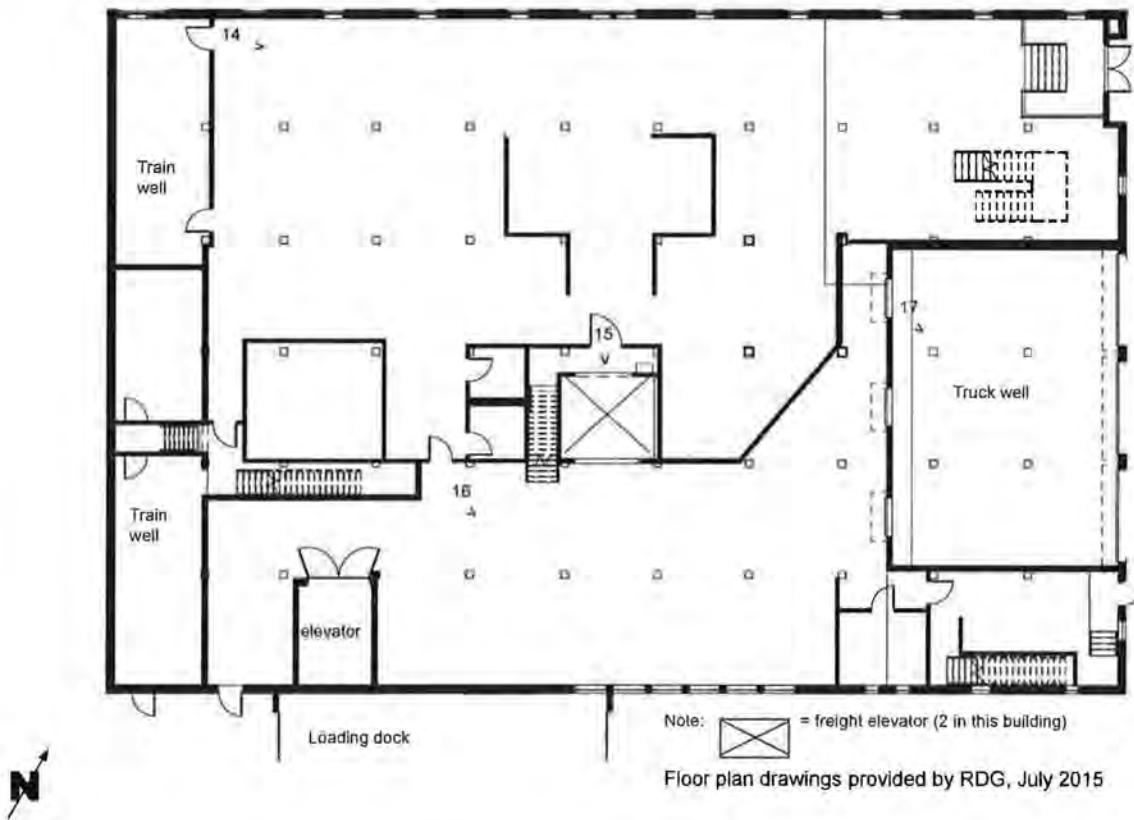 14
Train
well
15
17
Truck well
16
Train
well
elevator
Loading dock
Note:
= freight elevator (2 in this building)
Floor plan drawings provided by RDG, July 2015
N